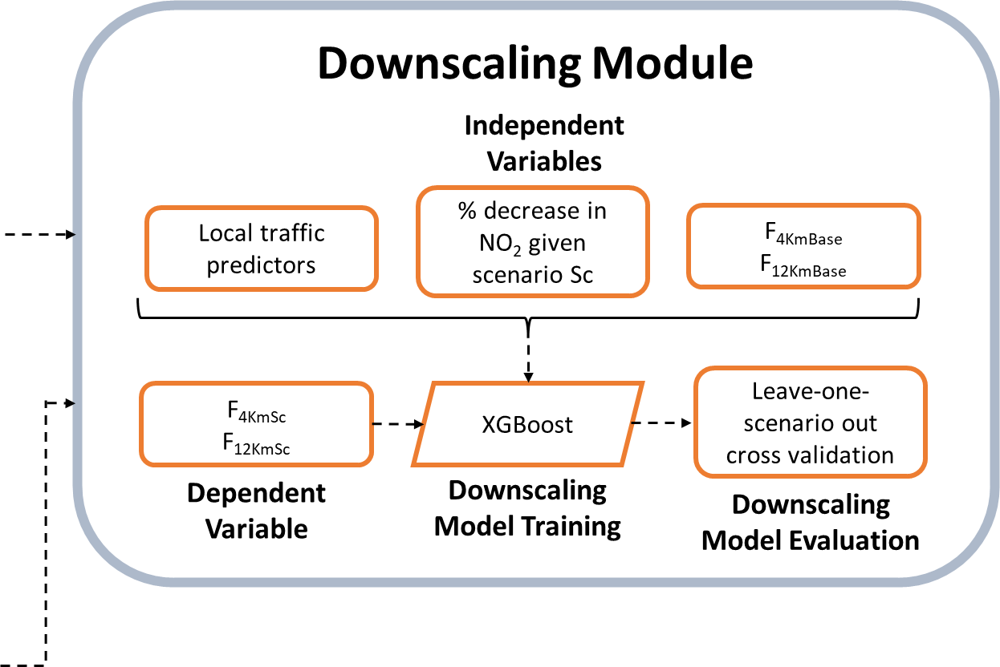 Downscaling Module
Independent
Variables
Local traffic
predictors
% decrease in
NO₂ given
scenario Sc
F4KmBase
F12KmBase
F4KmSc
F12KmSc
Dependent
Variable
XGBoost
Downscaling
Model Training
Leave-one-
scenario out
cross validation
Downscaling
Model Evaluation